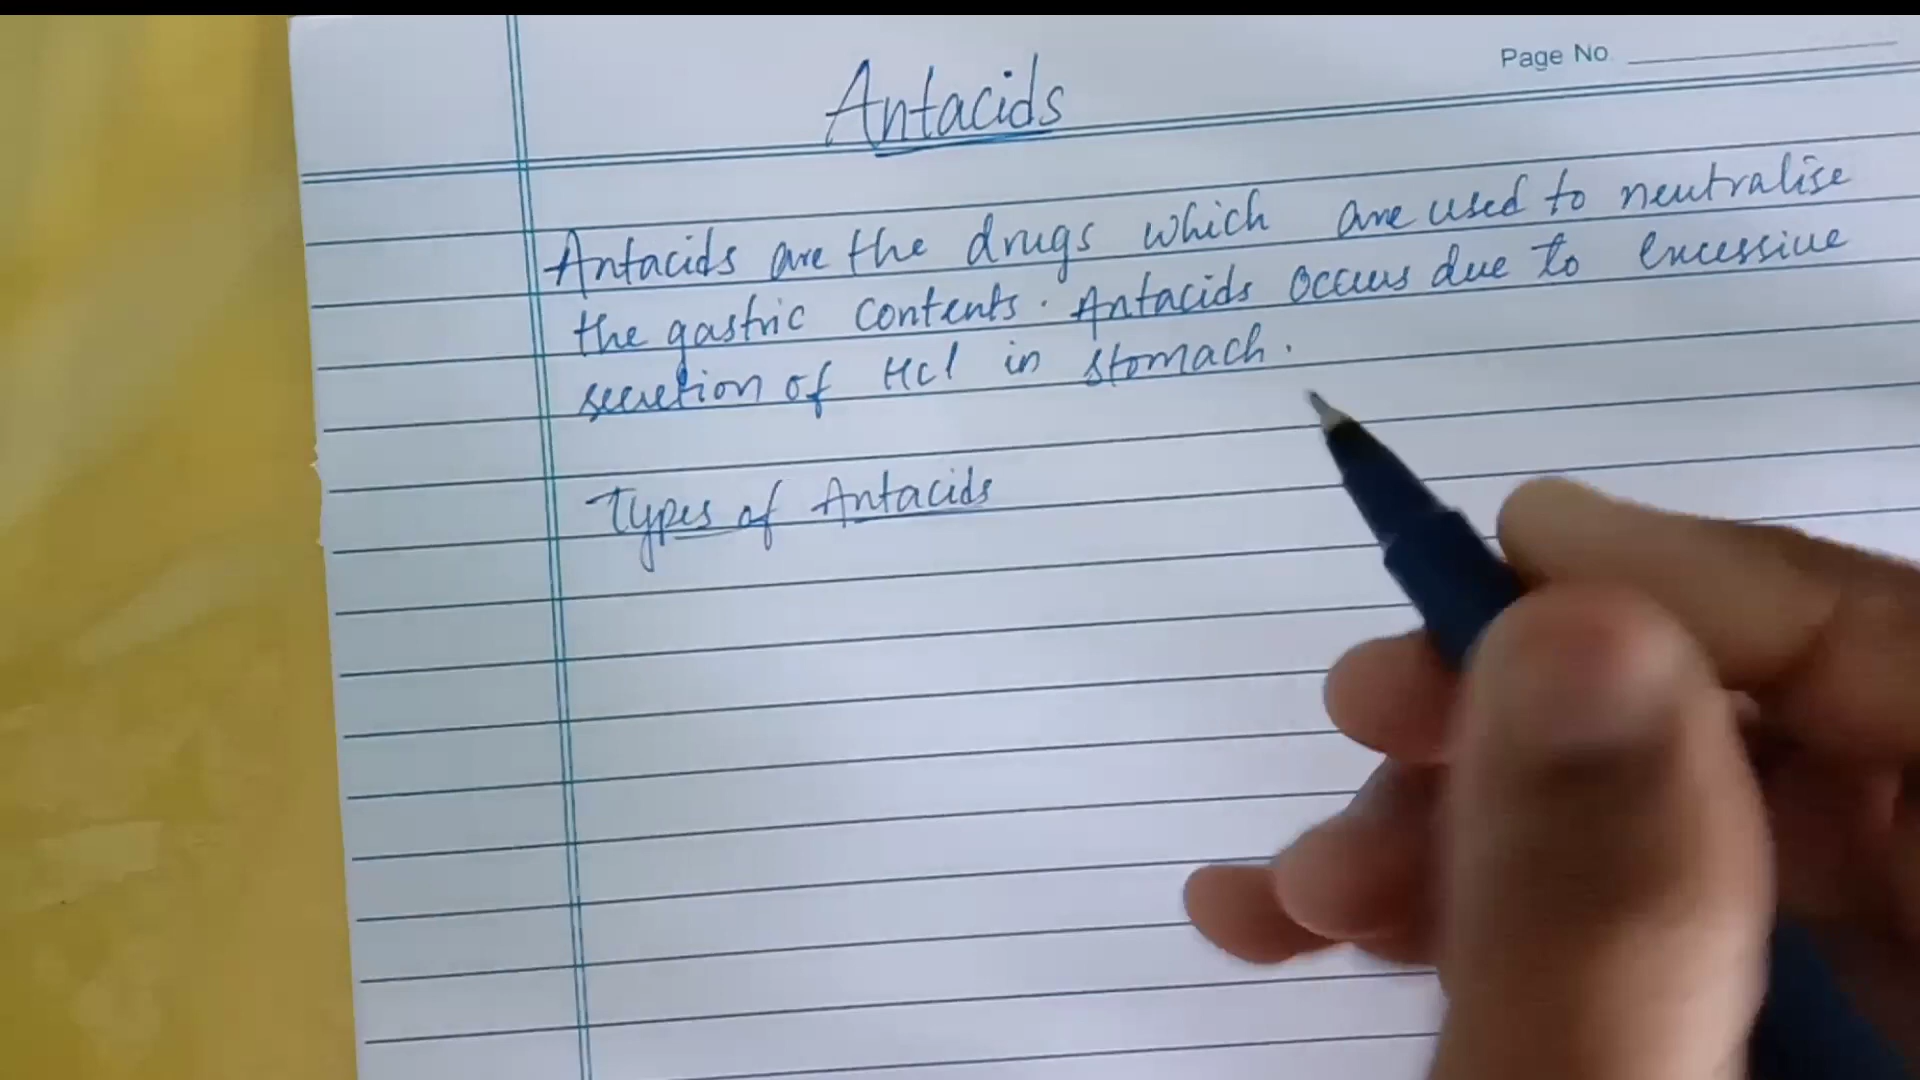 Antacids
Page No
Antacids are the drugs which are used to neutralise
the gastric contents. Antacids occurs due to excessive
secretion of HCl in stomach.
Types of Antacids